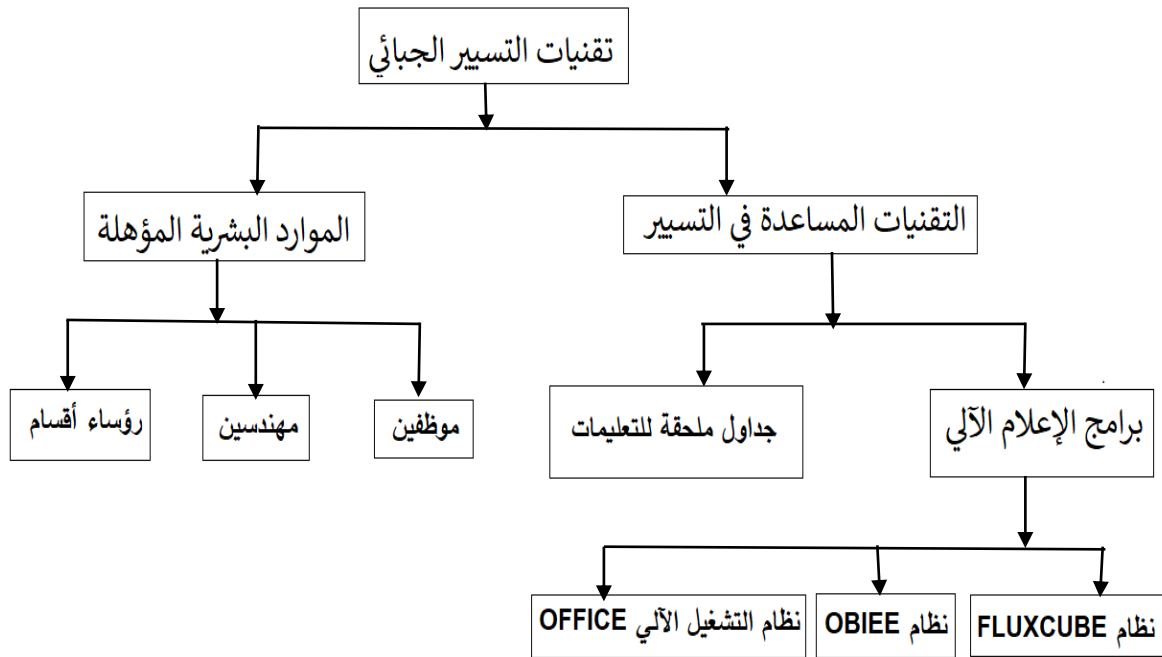 تقنيات التسيير الجبائي
التقنيات المساعدة في التسيير
الموارد البشرية المؤهلة
برامج الإعلام الآلي
جداول ملحقة للتعليمات
موظفين
مهندسين
رؤساء أقسام
نظام FLUXCUBE
نظام OBIEE
نظام التشغيل الآلي OFFICE